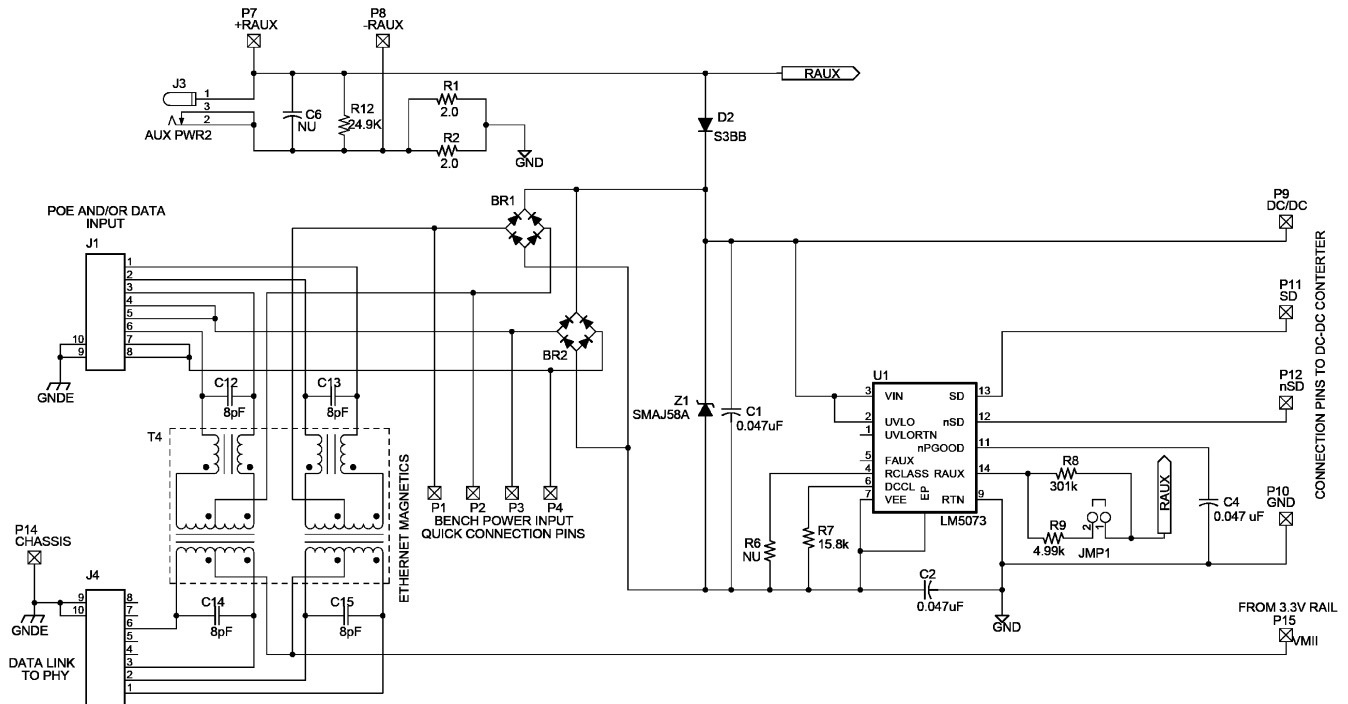 P7
+RAUX
P8
-RAUX
RAUX
J3
1
3
2
AUX PWR2
C6
NU
R12
24.9K
R1
2.0
R2
2.0
GND
D2
S3BB
POE AND/OR DATA
INPUT
J1
1
2
3
4
5
6
7
8
10
9
GNDE
BR1
BR2
P9
DC/DC
P11
SD
P12
nSD
P10
GND
CONNECTION PINS TO DC-DC CONTERTER
C12
8pF
C13
8pF
T4
ETHERNET MAGNETICS
P1
P2
P3
P4
BENCH POWER INPUT
QUICK CONNECTION PINS
Z1
SMAJ58A
C1
0.047uF
U1
3
VIN
2
UVLO
1
UVLORTN
5
FAUX
4
RCLASS
6
DCCL
7
VEE
EP
SD
13
nSD
12
nPGOOD
11
RAUX
14
RTN
9
LM5073
R8
301k
R9
4.99k
2
1
JMP1
RAUX
C4
0.047 uF
R6
NU
R7
15.8k
C2
0.047uF
GND
P14
CHASSIS
GNDE
J4
9
10
8
7
6
5
4
3
2
1
DATA LINK
TO PHY
C14
8pF
C15
8pF
FROM 3.3V RAIL
P15
VMII